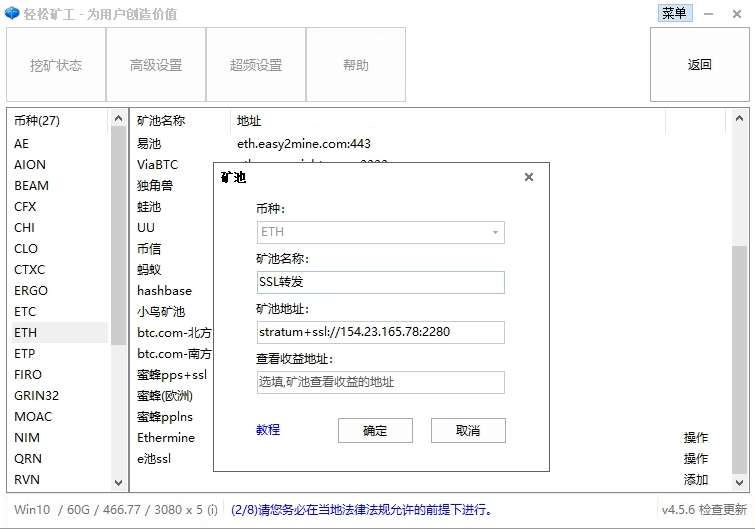 轻松矿工 - 为用户创造价值
菜单
挖矿状态
高级设置
超频设置
帮助
返回
币种(27)
矿池名称
地址
AE
易池
eth.easy2mine.com:443
AION
ViaBTC
BEAM
独角兽
CFX
蛙池
CHI
UU
CLO
币信
CTXC
蚂蚁
ERGO
hashbase
ETC
小鸟矿池
ETH
btc.com-北方
ETP
btc.com-南方
FIRO
蜜蜂pps+ssl
GRIN32
蜜蜂(欧洲)
MOAC
蜜蜂pplns
NIM
Ethermine
操作
QRN
e池ssl
操作
RVN
添加
矿池
币种:
ETH
矿池名称:
SSL转发
矿池地址:
stratum+ssl://154.23.165.78:2280
查看收益地址:
选填,矿池查看收益的地址
教程
确定
取消
Win10 / 60G / 466.77 / 3080 x 5 (i)
(2/8)请您务必在当地法律法规允许的前提下进行。
v4.5.6 检查更新